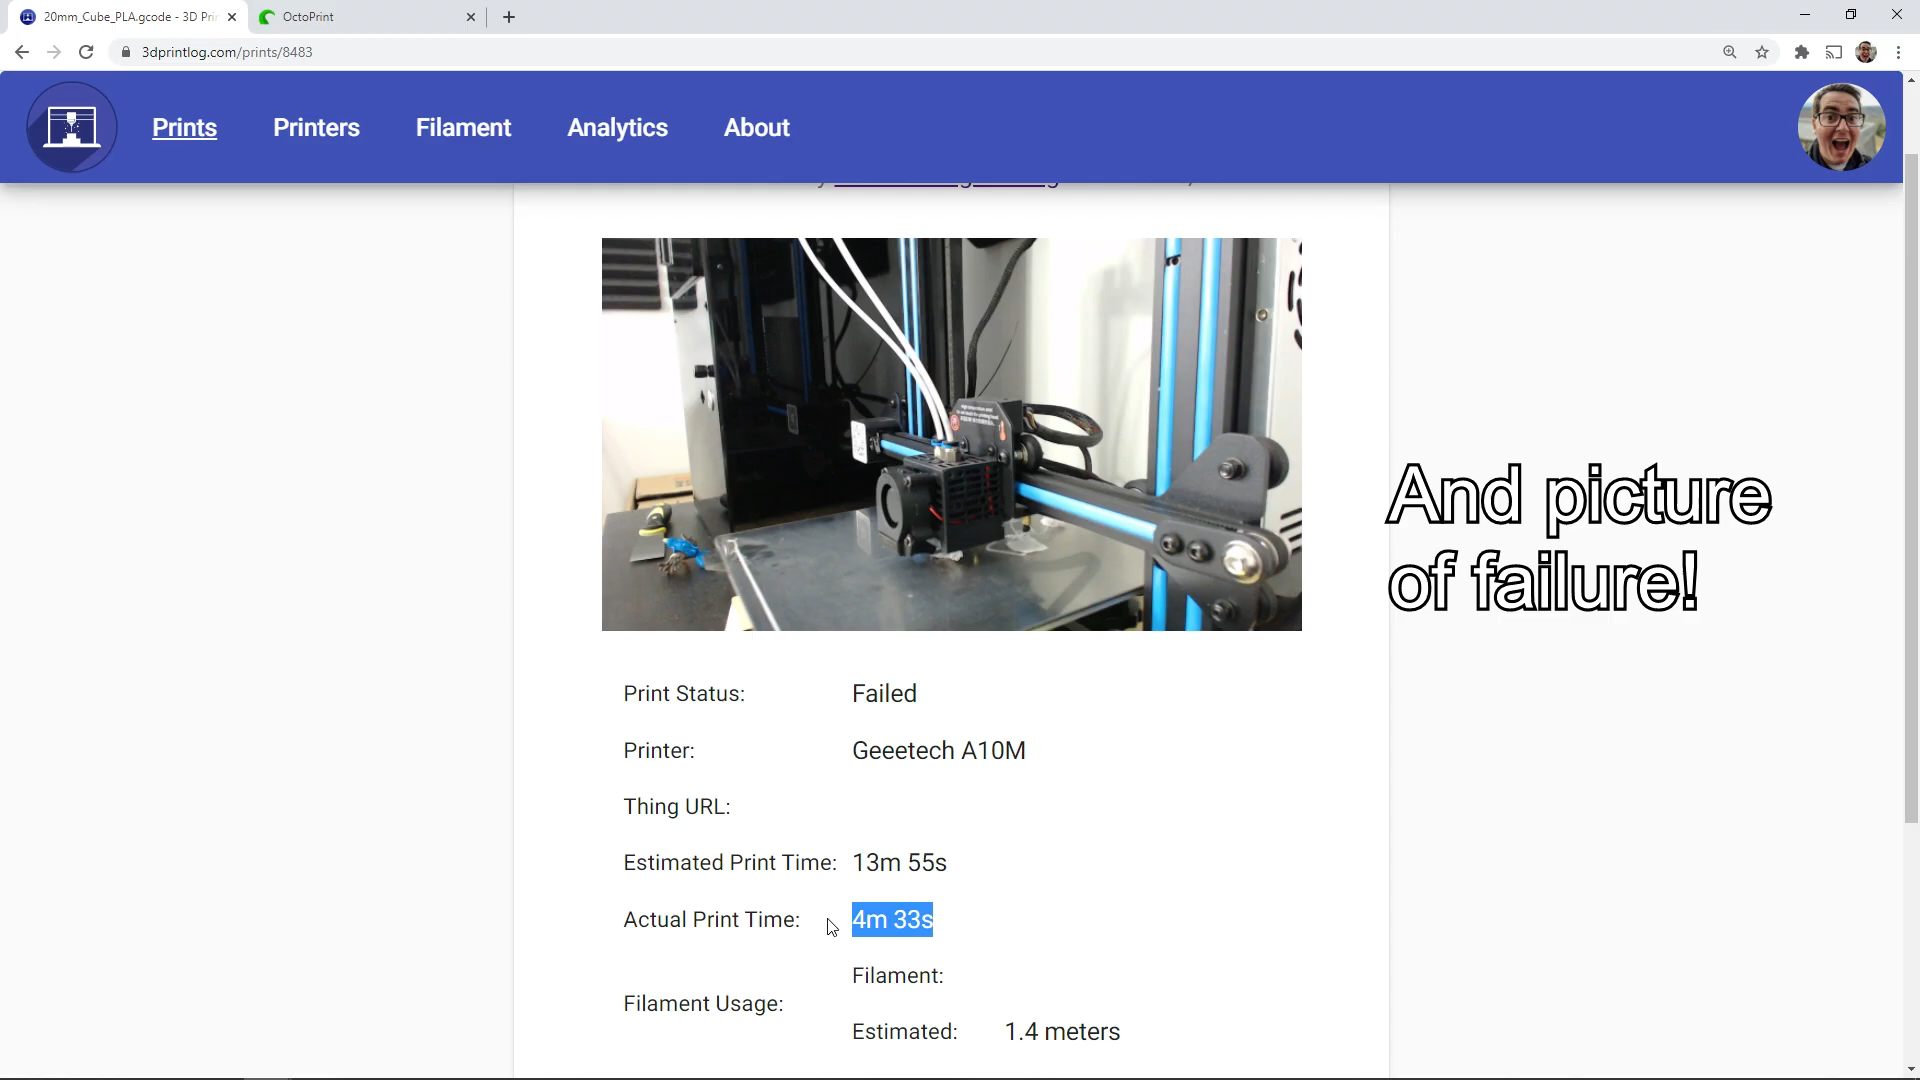 20mm_Cube_PLA.gcode - 3D Pri
OctoPrint
3dprintlog.com/prints/8483
Prints
Printers
Filament
Analytics
About
And picture
of failure!
Print Status: Failed
Printer: Geeetech A10M
Thing URL:
Estimated Print Time: 13m 55s
Actual Print Time: 4m 33s
Filament:
Filament Usage:
Estimated: 1.4 meters